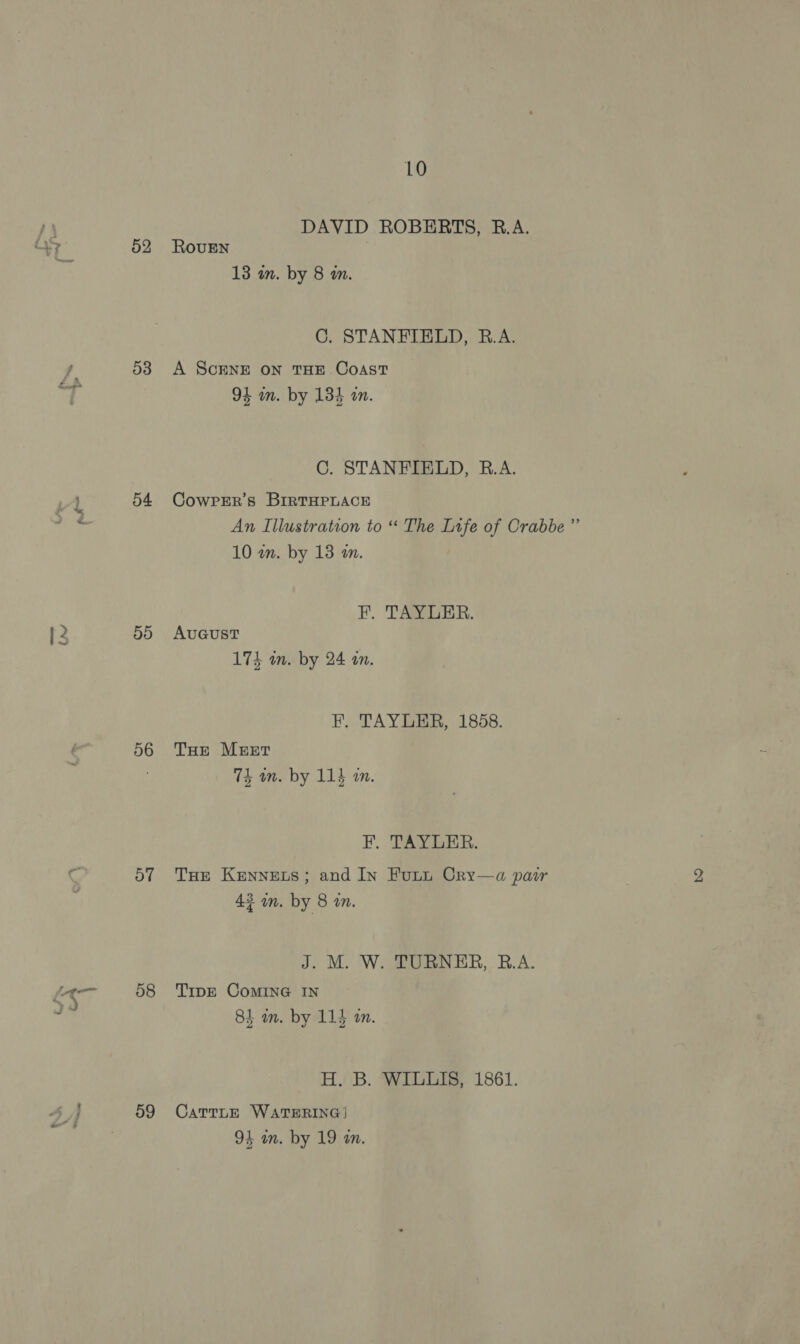 10
DAVID ROBERTS, R.A.
52 ROUEN
13 in. by 8 in.
C. STANFIELD, R.A.
53 A SCENE ON THE COAST
9½ in. by 13½ in.
C. STANFIELD, R.A.
54 COWPER'S BIRTHPLACE
An Illustration to “ The Life of Crabbe ”
10 in. by 13 in.
F. TAYLER.
12 55 AUGUST
17½ in. by 24 in.
F. TAYLER, 1858.
56 THE MEET
7½ in. by 11½ in.
F. TAYLER.
57 THE KENNELS; and IN FULL CRY—a pair 2
4¾ in. by 8 in.
J. M. W. TURNER, R.A.
58 TIDE COMING IN
8½ in. by 11½ in.
H. B. WILLIS, 1861.
59 CATTLE WATERING
9½ in. by 19 in.